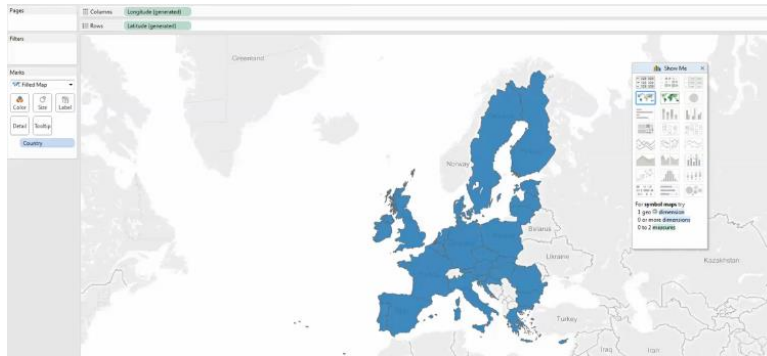 Pages
Columns
Longitude (generated)
Rows
Latitude (generated)
Filters
Marks
Filled Map
Color
Size
Label
Detail
Tooltip
Country
Greenland
Norway
Belarus
Ukraine
Kazakhstan
Turkey
Iraq
Iran
Show Me
For symbol maps try
1 geo dimension
0 or more dimensions
0 to 2 measures